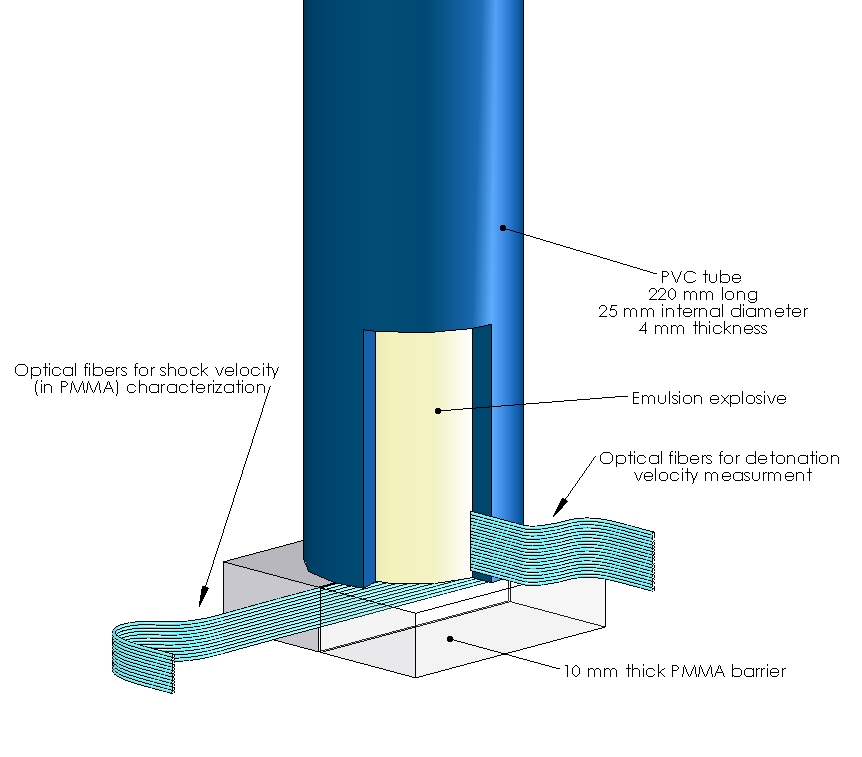 PVC tube
220 mm long
25 mm internal diameter
4 mm thickness
Optical fibers for shock velocity
(in PMMA) characterization
Emulsion explosive
Optical fibers for detonation
velocity measurment
10 mm thick PMMA barrier